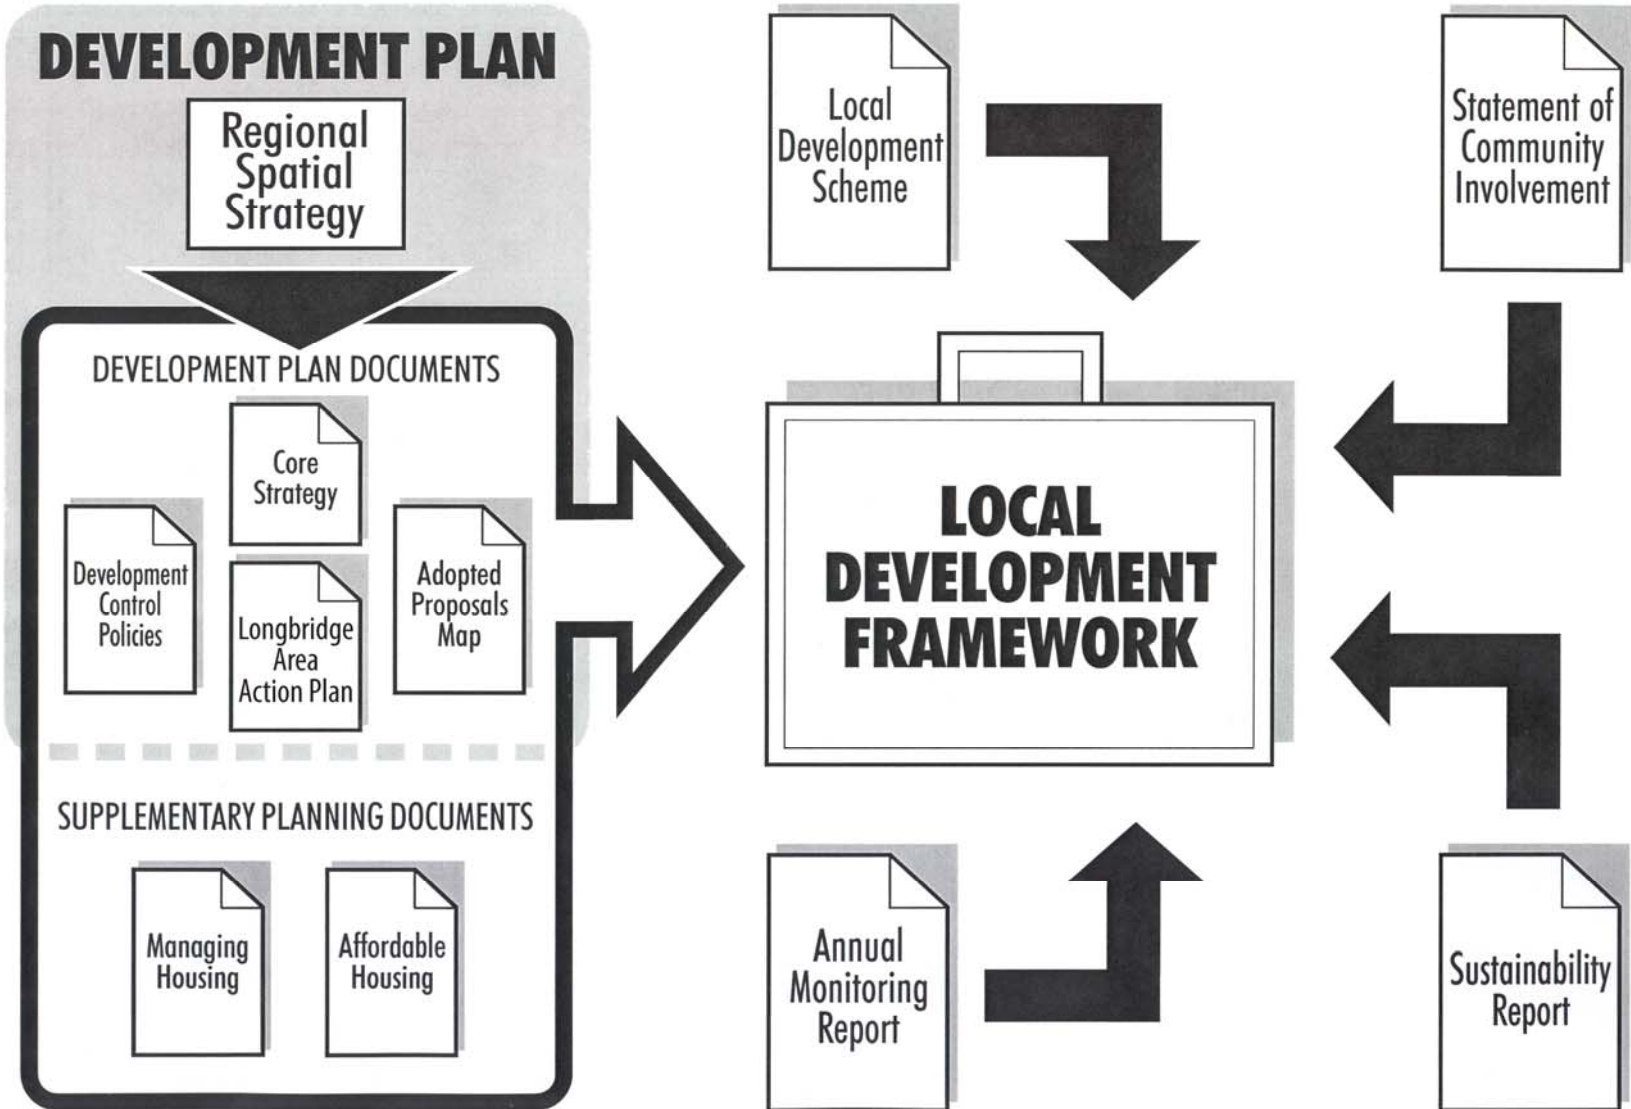 DEVELOPMENT PLAN
Regional
Spatial
Strategy
DEVELOPMENT PLAN DOCUMENTS
Core
Strategy
Development
Control
Policies
Longbridge
Area
Action Plan
Adopted
Proposals
Map
SUPPLEMENTARY PLANNING DOCUMENTS
Managing
Housing
Affordable
Housing
Local
Development
Scheme
Statement of
Community
Involvement
LOCAL
DEVELOPMENT
FRAMEWORK
Annual
Monitoring
Report
Sustainability
Report